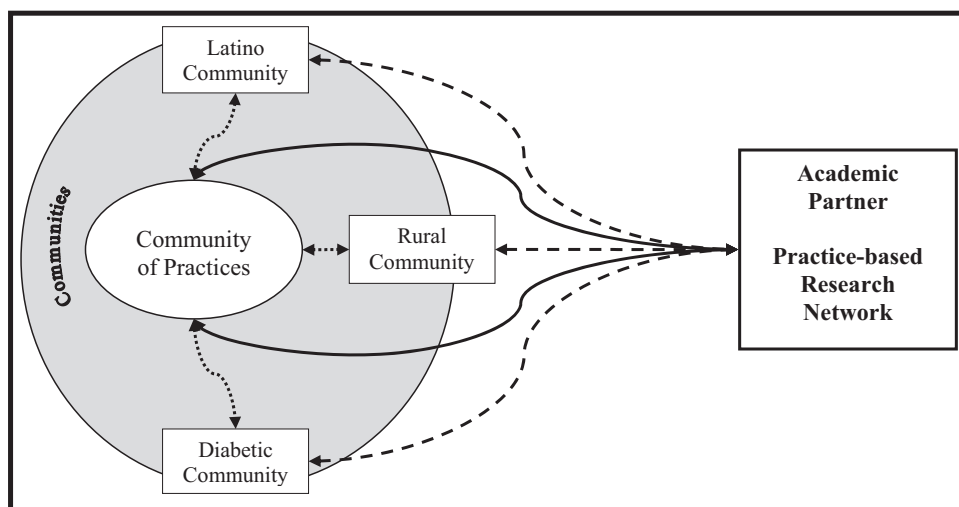 Latino
Community
Communities
Community
of Practices
Rural
Community
Diabetic
Community
Academic
Partner
Practice-based
Research
Network